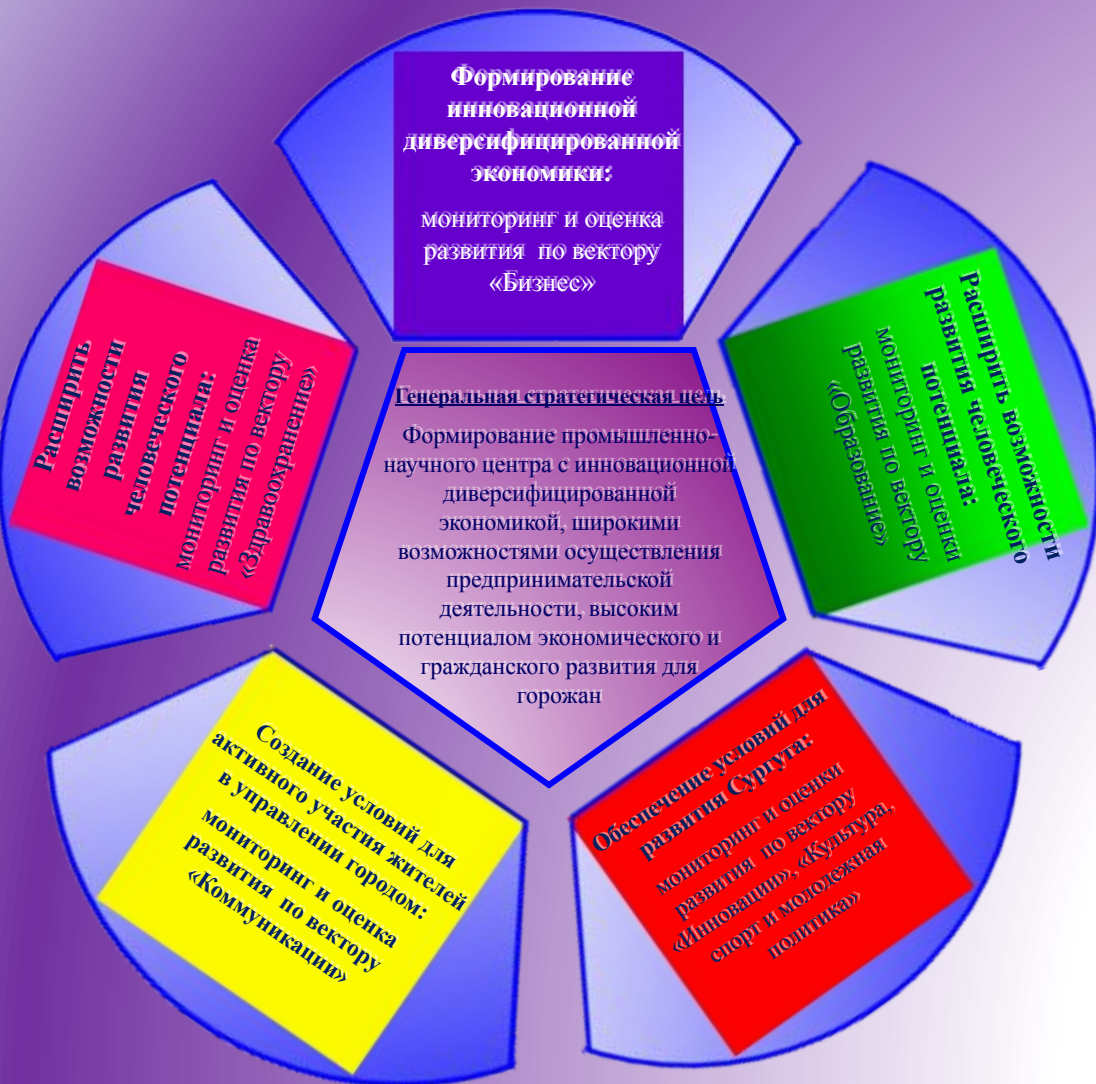 Формирование
инновационной
диверсифицированной
экономики:
мониторинг и оценка
развития по вектору
«Бизнес»
Расширить возможности
развития человеческого
потенциала:
мониторинг и оценки
развития по вектору
«Образование»
Обеспечение условий для
развития Сургута:
мониторинг и оценки
развития по вектору
«Инновации», «Культура,
спорт и молодежная
политика»
Создание условий для
активного участия жителей
в управлении городом:
мониторинг и оценка
развития по вектору
«Коммуникации»
Расширить
возможности
развития
человеческого
потенциала:
мониторинг и оценка
развития по вектору
«Здравоохранение»
Генеральная стратегическая цель
Формирование промышленно-
научного центра с инновационной
диверсифицированной
экономикой, широкими
возможностями осуществления
предпринимательской
деятельности, высоким
потенциалом экономического и
гражданского развития для
горожан